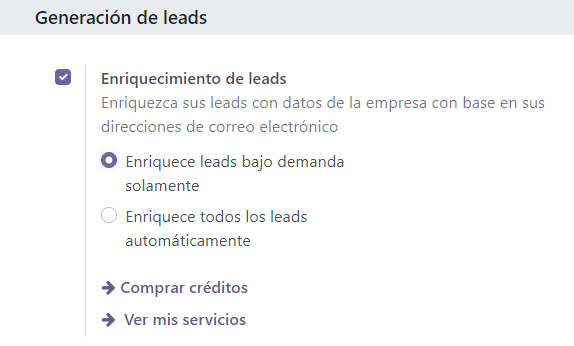 Generación de leads
Enriquecimiento de leads
Enriquezca sus leads con datos de la empresa con base en sus
direcciones de correo electrónico
Enriquece leads bajo demanda
solamente
Enriquece todos los leads
automáticamente
Comprar créditos
Ver mis servicios